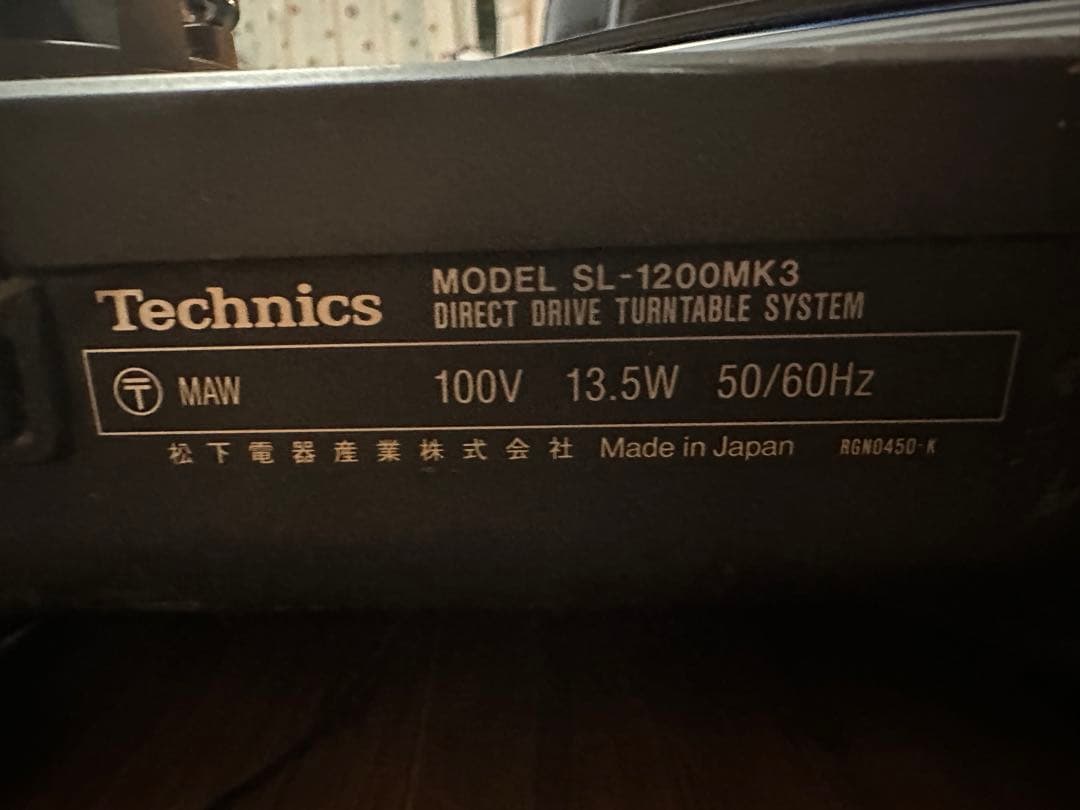 Technics
MODEL SL-1200MK3
DIRECT DRIVE TURNTABLE SYSTEM
〒 MAW 100V 13.5W 50/60Hz
松下電器産業株式会社 Made in Japan RGN0450-K